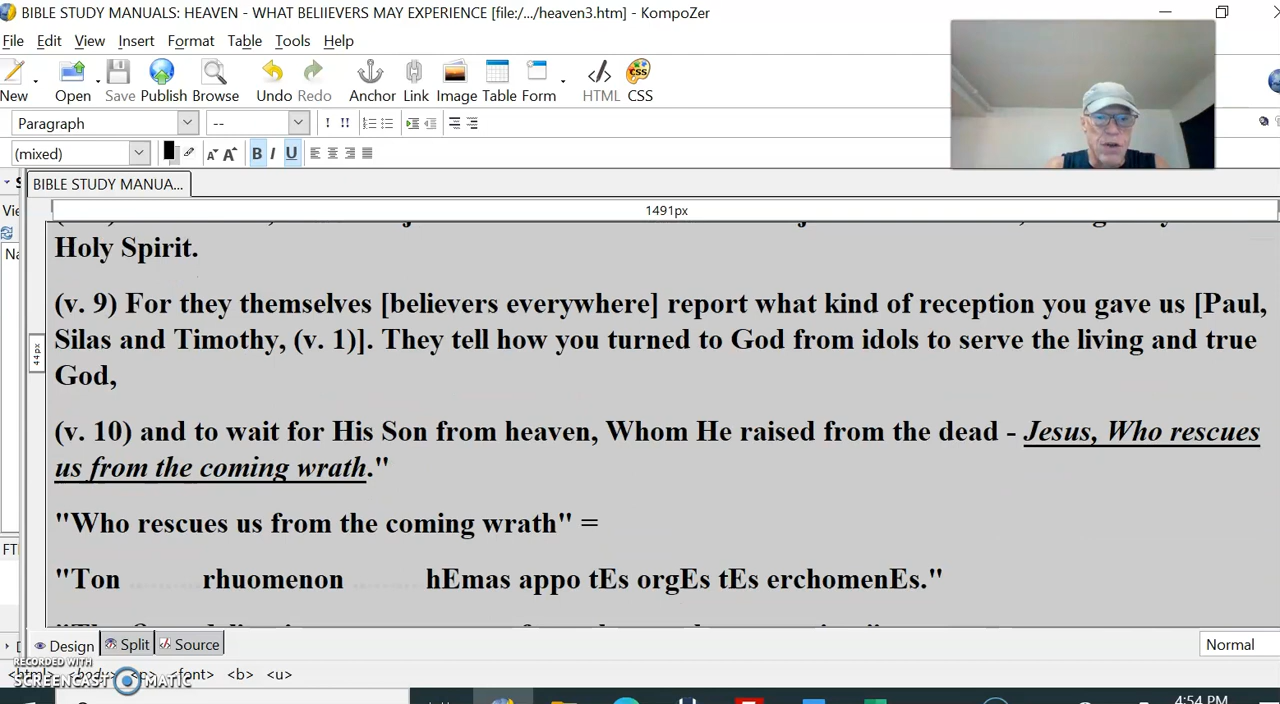 BIBLE STUDY MANUALS: HEAVEN - WHAT BELIIEVERS MAY EXPERIENCE [file:/.../heaven3.htm] - KompoZer
File Edit View Insert Format Table Tools Help
New Open Save Publish Browse Undo Redo Anchor Link Image Table Form HTML CSS
Paragraph --
(mixed) B I U
BIBLE STUDY MANUA...
1491px
Holy Spirit.
(v. 9) For they themselves [believers everywhere] report what kind of reception you gave us [Paul,
Silas and Timothy, (v. 1)]. They tell how you turned to God from idols to serve the living and true
God,
44px
(v. 10) and to wait for His Son from heaven, Whom He raised from the dead - Jesus, Who rescues
us from the coming wrath."
"Who rescues us from the coming wrath" =
"Ton rhuomenon hEmas appo tEs orgEs tEs erchomenEs."
Design Split Source Normal
RECORDED WITH
SCREENCAST MATIC
<html> <body> <p> <font> <b> <u>
4:54 PM